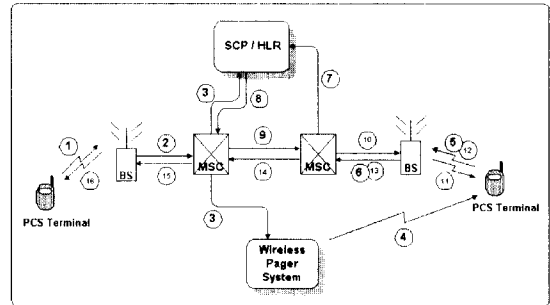 SCP / HLR
3
8
7
1
2
9
10
5
12
16
BS
15
MSC
14
MSC
6
13
BS
11
PCS Terminal
3
4
PCS Terminal
Wireless
Pager
System